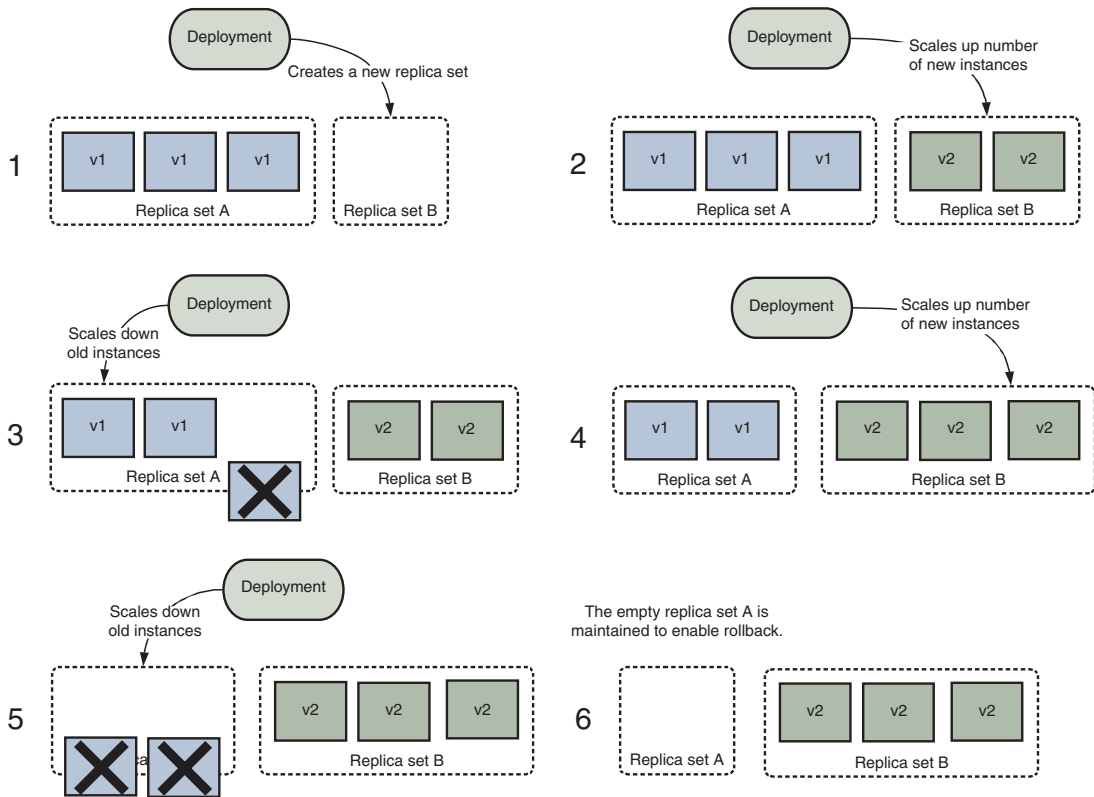 Deployment
Creates a new replica set
1
v1 v1 v1
Replica set A
Replica set B
Deployment
Scales up number
of new instances
2
v1 v1 v1
v2 v2
Replica set A
Replica set B
Deployment
Scales down
old instances
3
v1 v1
v2 v2
Replica set A
Replica set B
Deployment
Scales up number
of new instances
4
v1 v1
v2 v2 v2
Replica set A
Replica set B
Deployment
Scales down
old instances
5
v2 v2 v2
Replica set B
The empty replica set A is
maintained to enable rollback.
6
v2 v2 v2
Replica set A
Replica set B